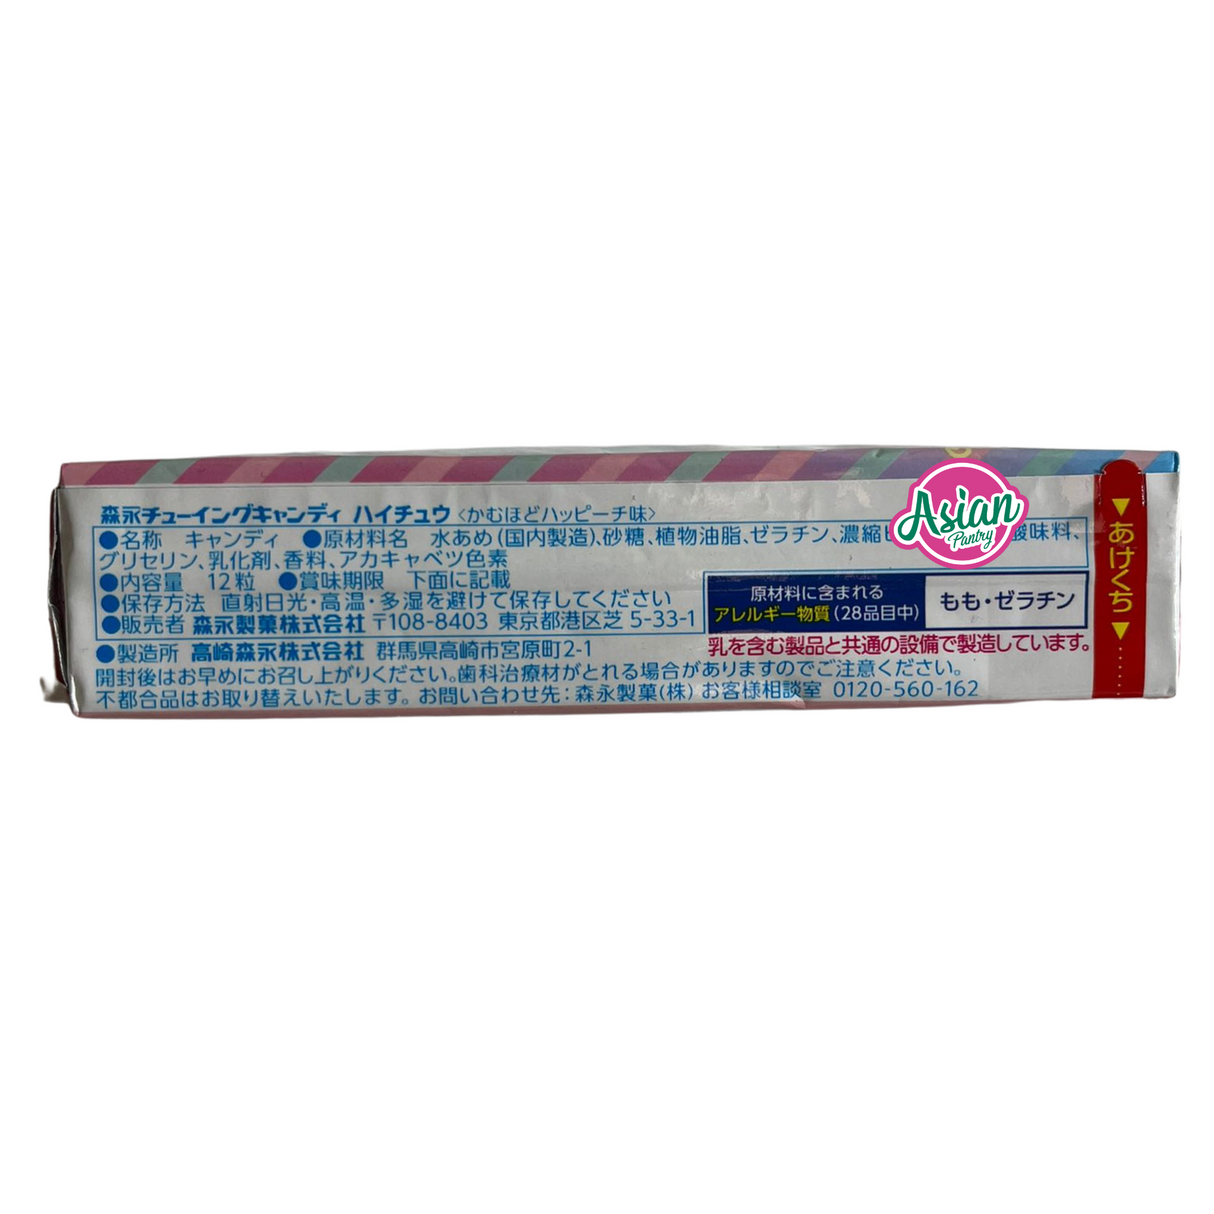 森永チューイングキャンディ ハイチュウ〈かむほどハッピーチ味〉
●名称 キャンディ ●原材料名 水あめ(国内製造)、砂糖、植物油脂、ゼラチン、濃縮 酸味料、
グリセリン、乳化剤、香料、アカキャベツ色素
●内容量 12粒 ●賞味期限 下面に記載
●保存方法 直射日光・高温・多湿を避けて保存してください
●販売者 森永製菓株式会社 〒108-8403 東京都港区芝5-33-1
原材料に含まれる
アレルギー物質(28品目中)
もも・ゼラチン
乳を含む製品と共通の設備で製造しています。
●製造所 高崎森永株式会社 群馬県高崎市宮原町2-1
開封後はお早めにお召し上がりください。歯科治療材がとれる場合がありますのでご注意ください。
不都合品はお取り替えいたします。お問い合わせ先:森永製菓(株)お客様相談室 0120-560-162
▼あけくち▼
Asian
Pantry